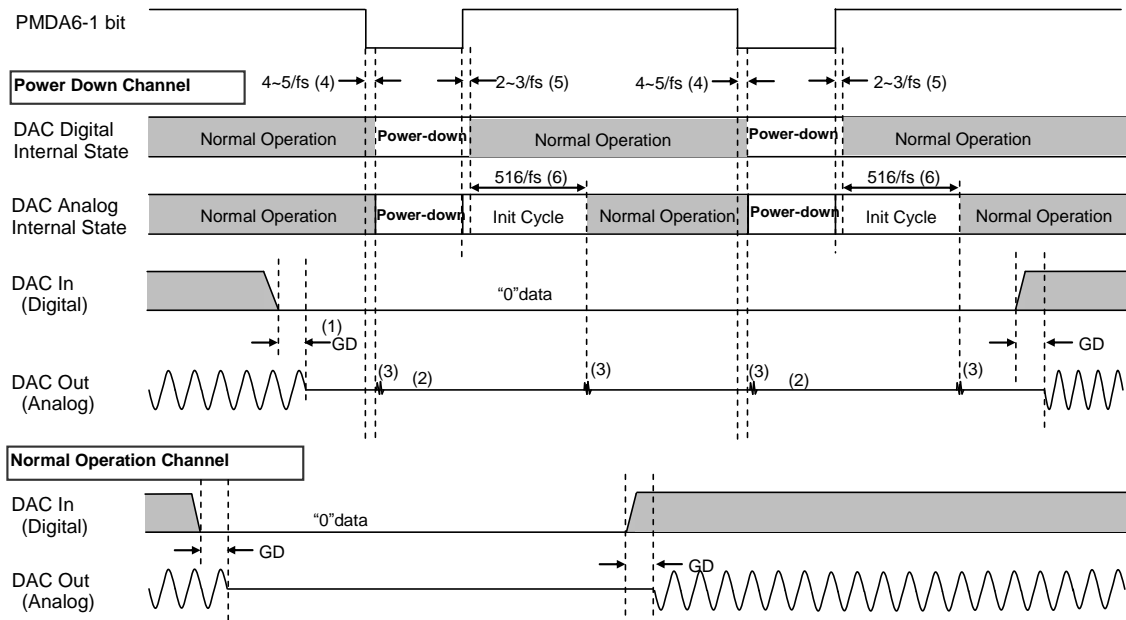 PMDA6-1 bit
4~5/fs (4) 2~3/fs (5) 4~5/fs (4) 2~3/fs (5)
Power Down Channel
DAC Digital
Internal State
Normal Operation Power-down Normal Operation Power-down Normal Operation
516/fs (6) 516/fs (6)
DAC Analog
Internal State
Normal Operation Power-down Init Cycle Normal Operation Power-down Init Cycle Normal Operation
DAC In
(Digital)
“0”data
(1)
GD GD
DAC Out
(Analog)
(3) (2) (3) (3) (2) (3)
Normal Operation Channel
DAC In
(Digital)
“0”data
GD GD
DAC Out
(Analog)